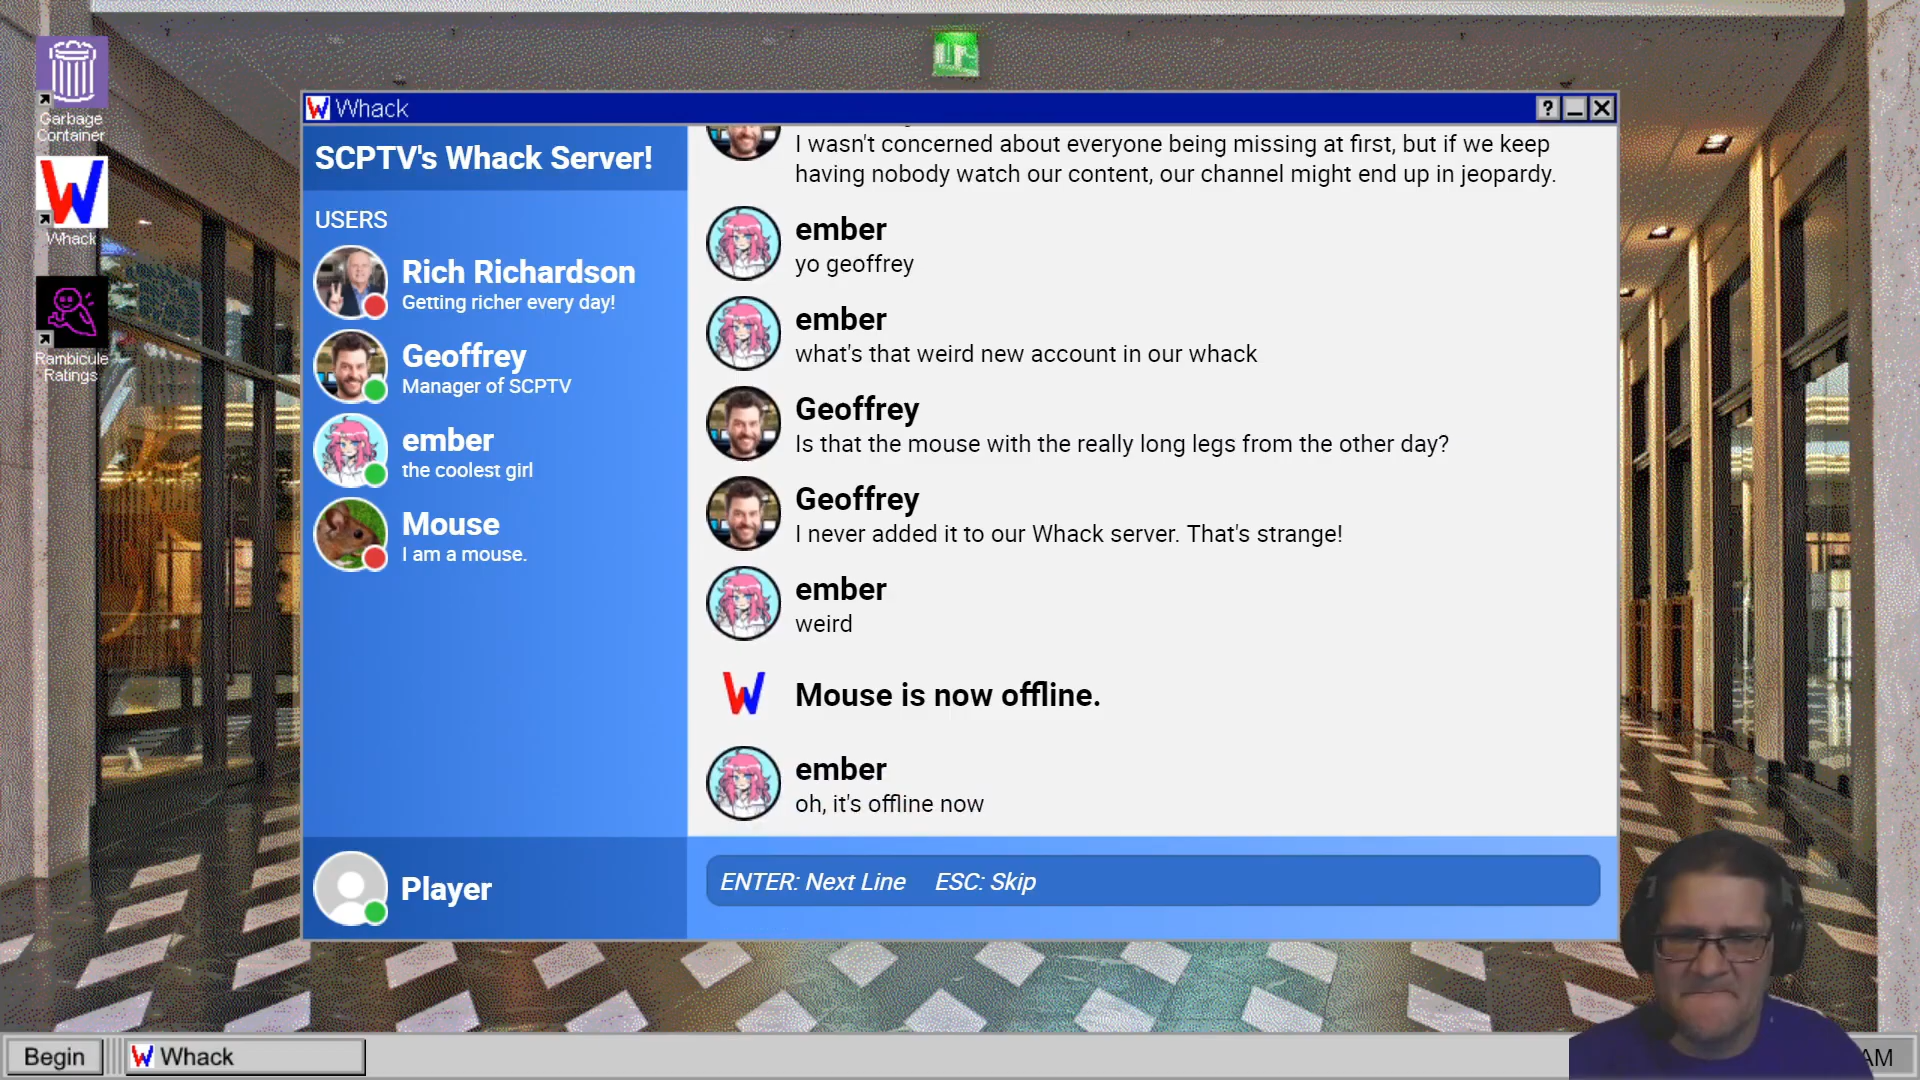 Garbage
Container
Whack
Rambicule
Ratings
Whack
SCPTV's Whack Server!
USERS
Rich Richardson
Getting richer every day!
Geoffrey
Manager of SCPTV
ember
the coolest girl
Mouse
I am a mouse.
Player
I wasn't concerned about everyone being missing at first, but if we keep
having nobody watch our content, our channel might end up in jeopardy.
ember
yo geoffrey
ember
what's that weird new account in our whack
Geoffrey
Is that the mouse with the really long legs from the other day?
Geoffrey
I never added it to our Whack server. That's strange!
ember
weird
Mouse is now offline.
ember
oh, it's offline now
ENTER: Next Line ESC: Skip
Begin
Whack
AM